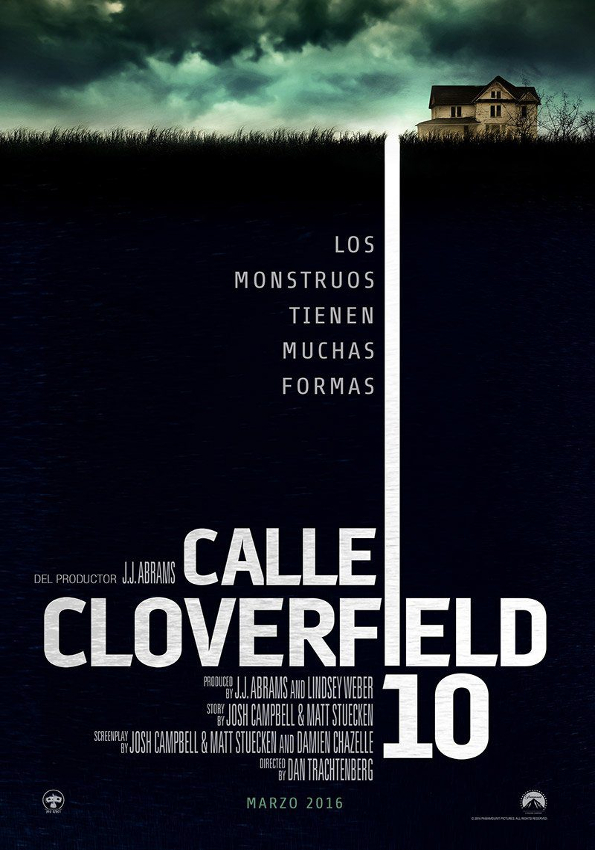 LOS
MONSTRUOS
TIENEN
MUCHAS
FORMAS
DEL PRODUCTOR J.J. ABRAMS CALLE
CLOVERFIELD
10
PRODUCED BY J.J. ABRAMS AND LINDSEY WEBER
STORY BY JOSH CAMPBELL & MATT STUECKEN
SCREENPLAY BY JOSH CAMPBELL & MATT STUECKEN AND DAMIEN CHAZELLE
DIRECTED BY DAN TRACHTENBERG
MARZO 2016
BAD ROBOT